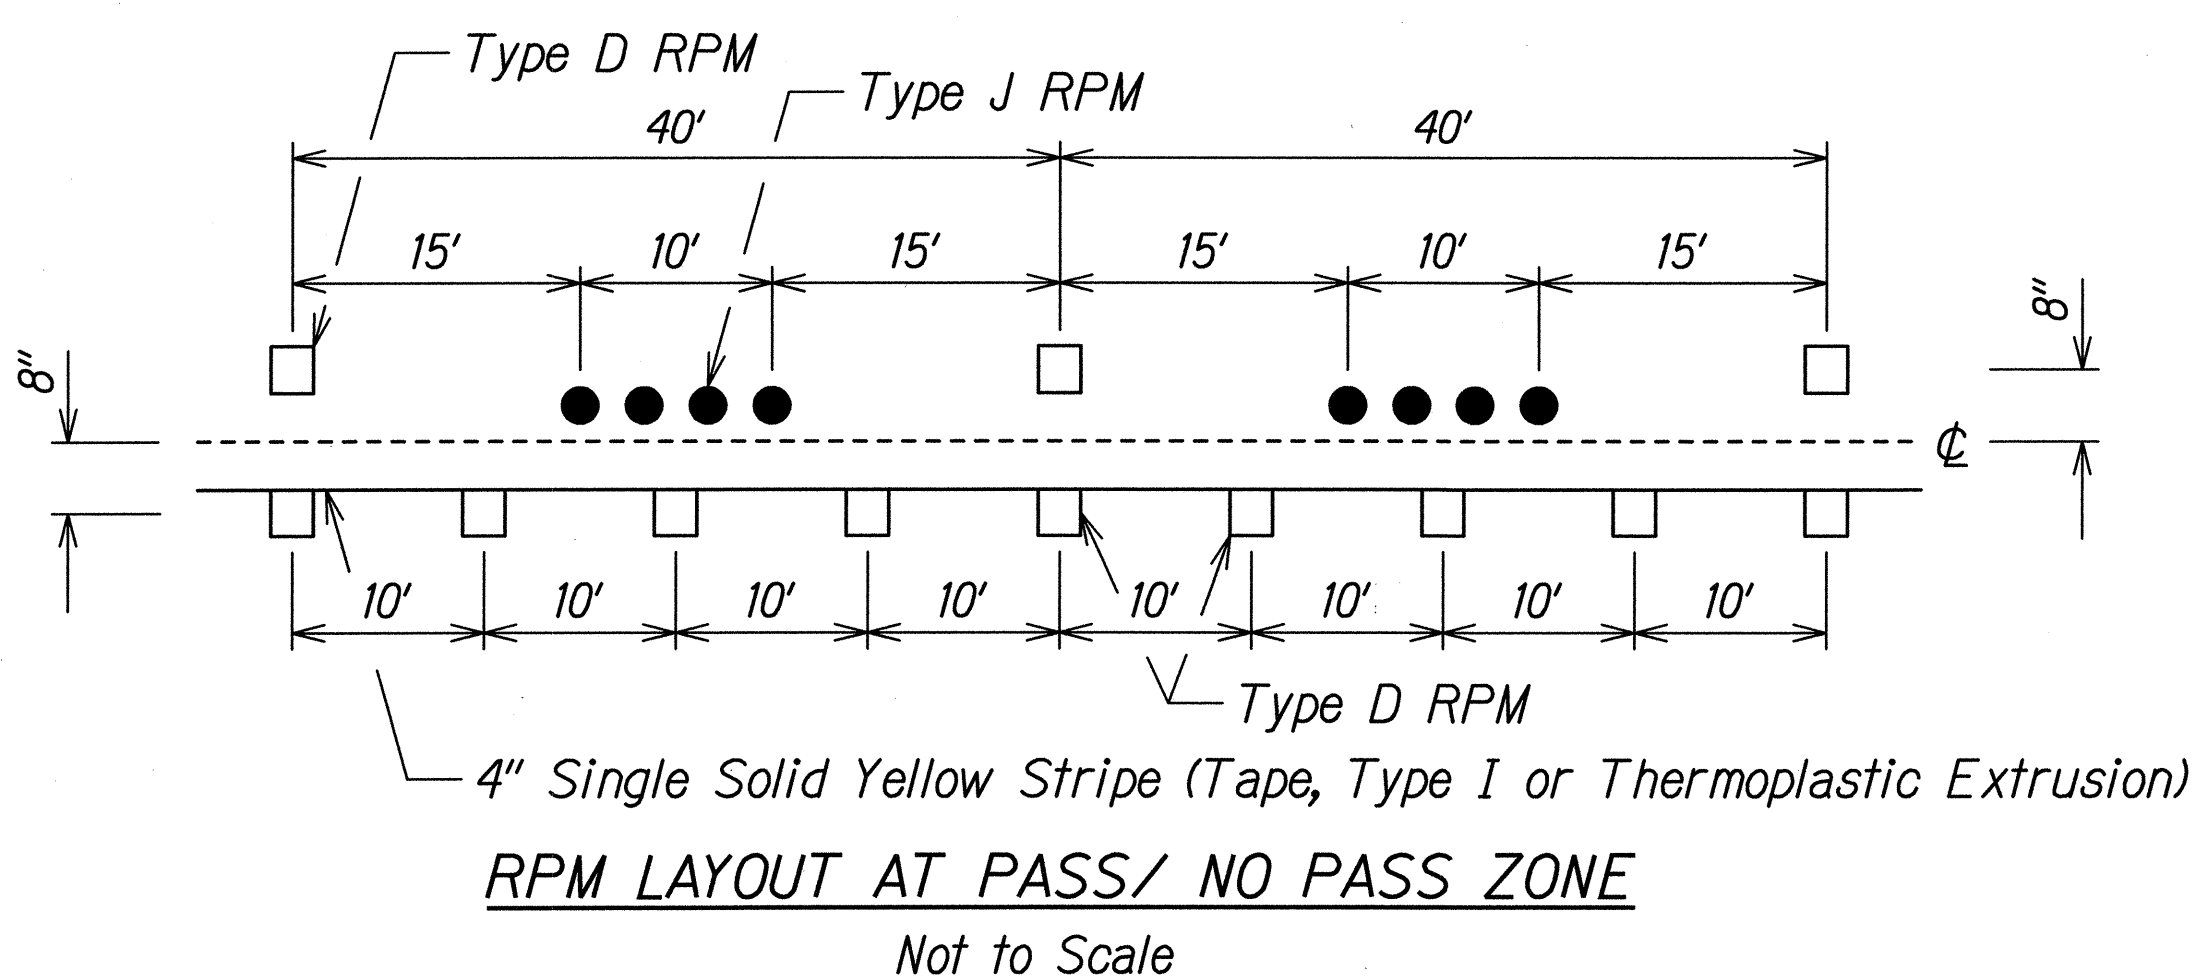 Type D RPM
Type J RPM
40' 40'
15' 10' 15' 15' 10' 15'
8"
8"
℄
10' 10' 10' 10' 10' 10' 10' 10'
Type D RPM
4" Single Solid Yellow Stripe (Tape, Type I or Thermoplastic Extrusion)
RPM LAYOUT AT PASS/ NO PASS ZONE
Not to Scale